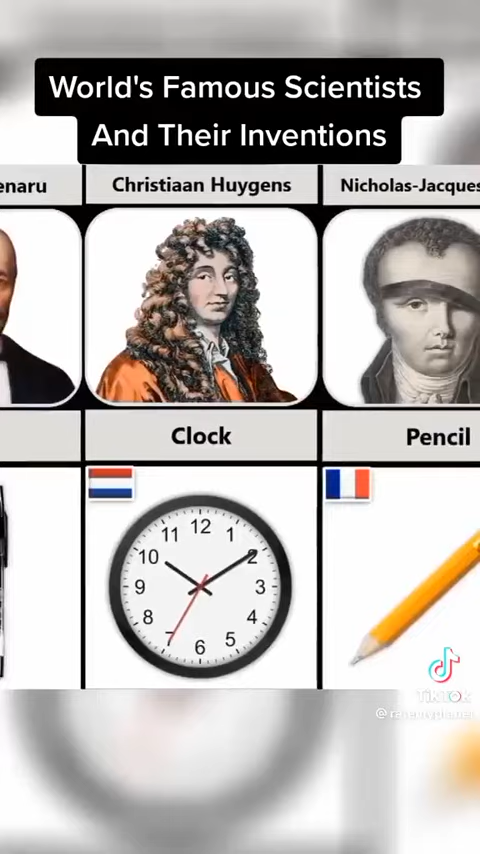 World's Famous Scientists
And Their Inventions
enaru
Christiaan Huygens
Nicholas-Jacques
Clock
Pencil
12
11
1
10
2
9
3
8
4
7
5
6
TikTok